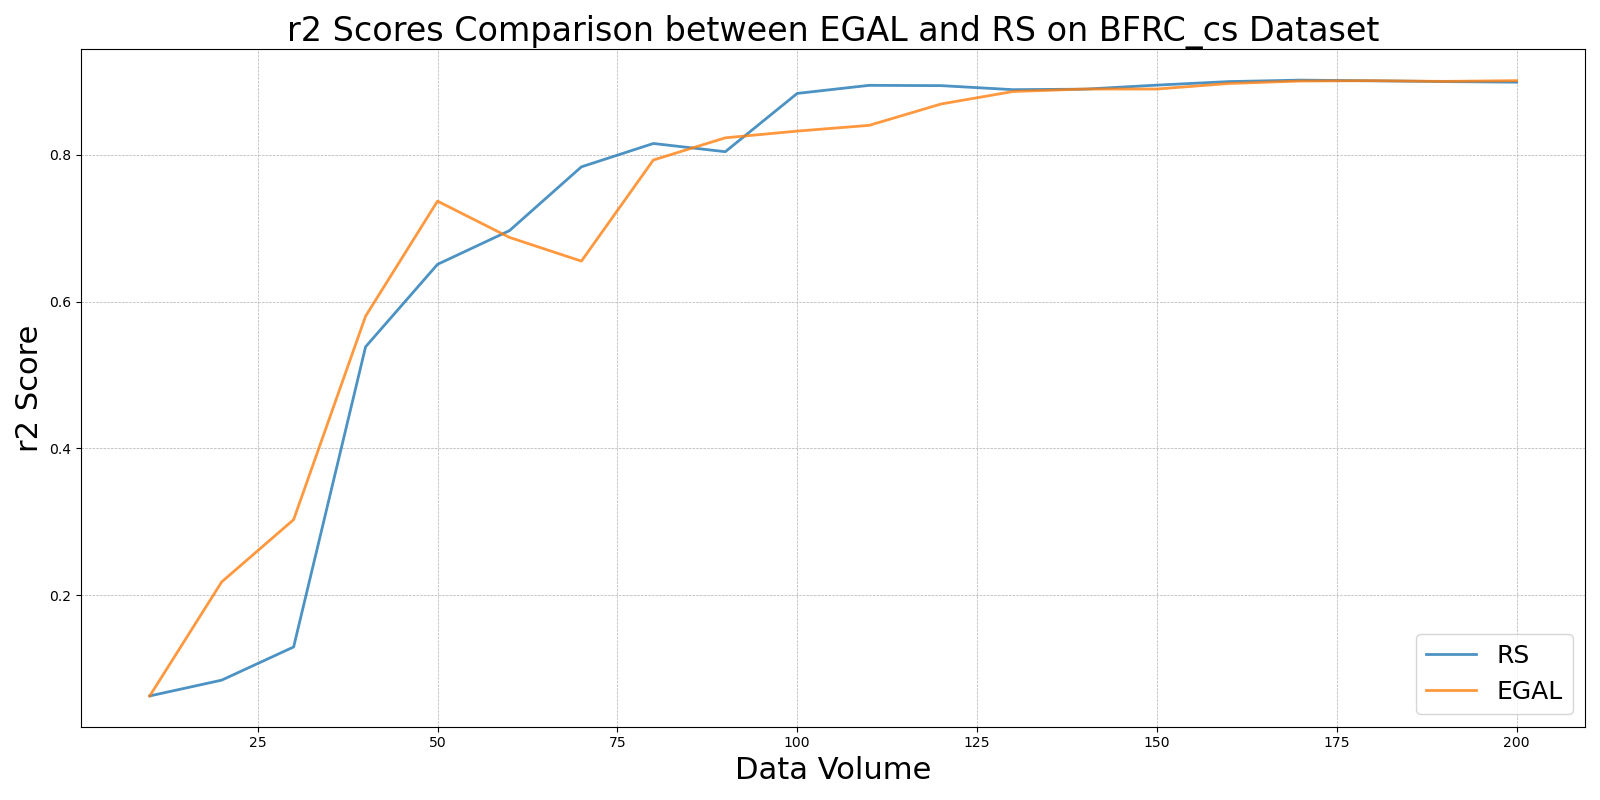 r2 Scores Comparison between EGAL and RS on BFRC_cs Dataset
r2 Score
0.8
0.6
0.4
0.2
25 50 75 100 125 150 175 200
Data Volume
RS
EGAL